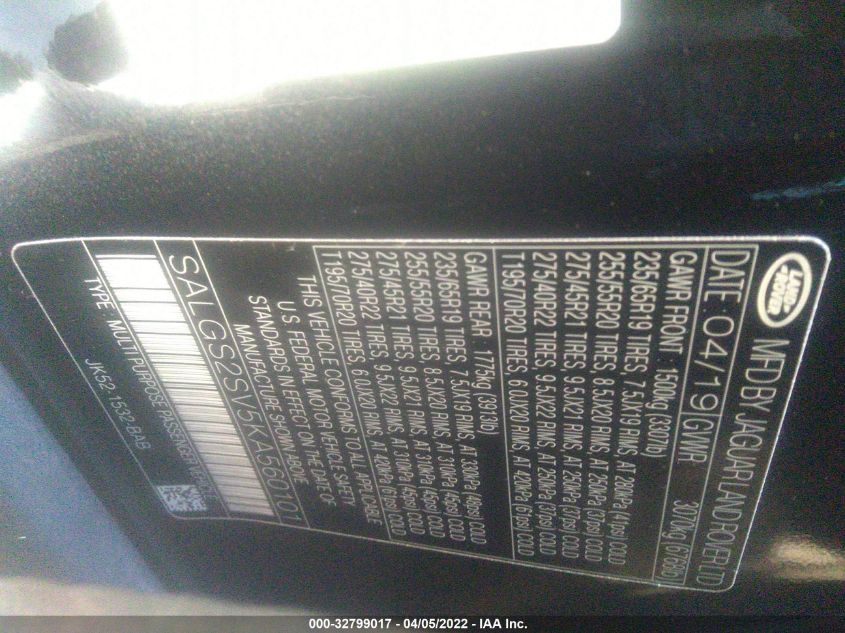 LAND ROVER
MFD BY JAGUAR LAND ROVER LTD
DATE : 04/19 GWR 3070kg (6768lb)
GAWR FRONT : 1500kg (3307lb)
235/65R19 TIRES 7.5JX19 RIMS, AT 280KPa (41psi) COLD
255/55R20 TIRES 8.5JX20 RIMS, AT 250KPa (37psi) COLD
275/45R21 TIRES 9.5JX21 RIMS, AT 250KPa (37psi) COLD
275/40R22 TIRES 9.5JX22 RIMS, AT 250KPa (37psi) COLD
T195/70R20 TIRES 6.0JX20 RIMS, AT 420KPa (61psi) COLD
GAWR REAR : 1775kg (3913lb)
235/65R19 TIRES 7.5JX19 RIMS, AT 330KPa (48psi) COLD
255/55R20 TIRES 8.5JX20 RIMS, AT 310KPa (45psi) COLD
275/45R21 TIRES 9.5JX21 RIMS, AT 310KPa (45psi) COLD
275/40R22 TIRES 9.5JX22 RIMS, AT 310KPa (45psi) COLD
T195/70R20 TIRES 6.0JX20 RIMS, AT 420KPa (61psi) COLD
THIS VEHICLE CONFORMS TO ALL APPLICABLE
U.S. FEDERAL MOTOR VEHICLE SAFETY
STANDARDS IN EFFECT ON THE DATE OF
MANUFACTURE SHOWN ABOVE
SALGS2SV5KA560101
TYPE : MULTI PURPOSE PASSENGER VEHICLE
JK52-1532-BAB
000-32799017 - 04/05/2022 - IAA Inc.